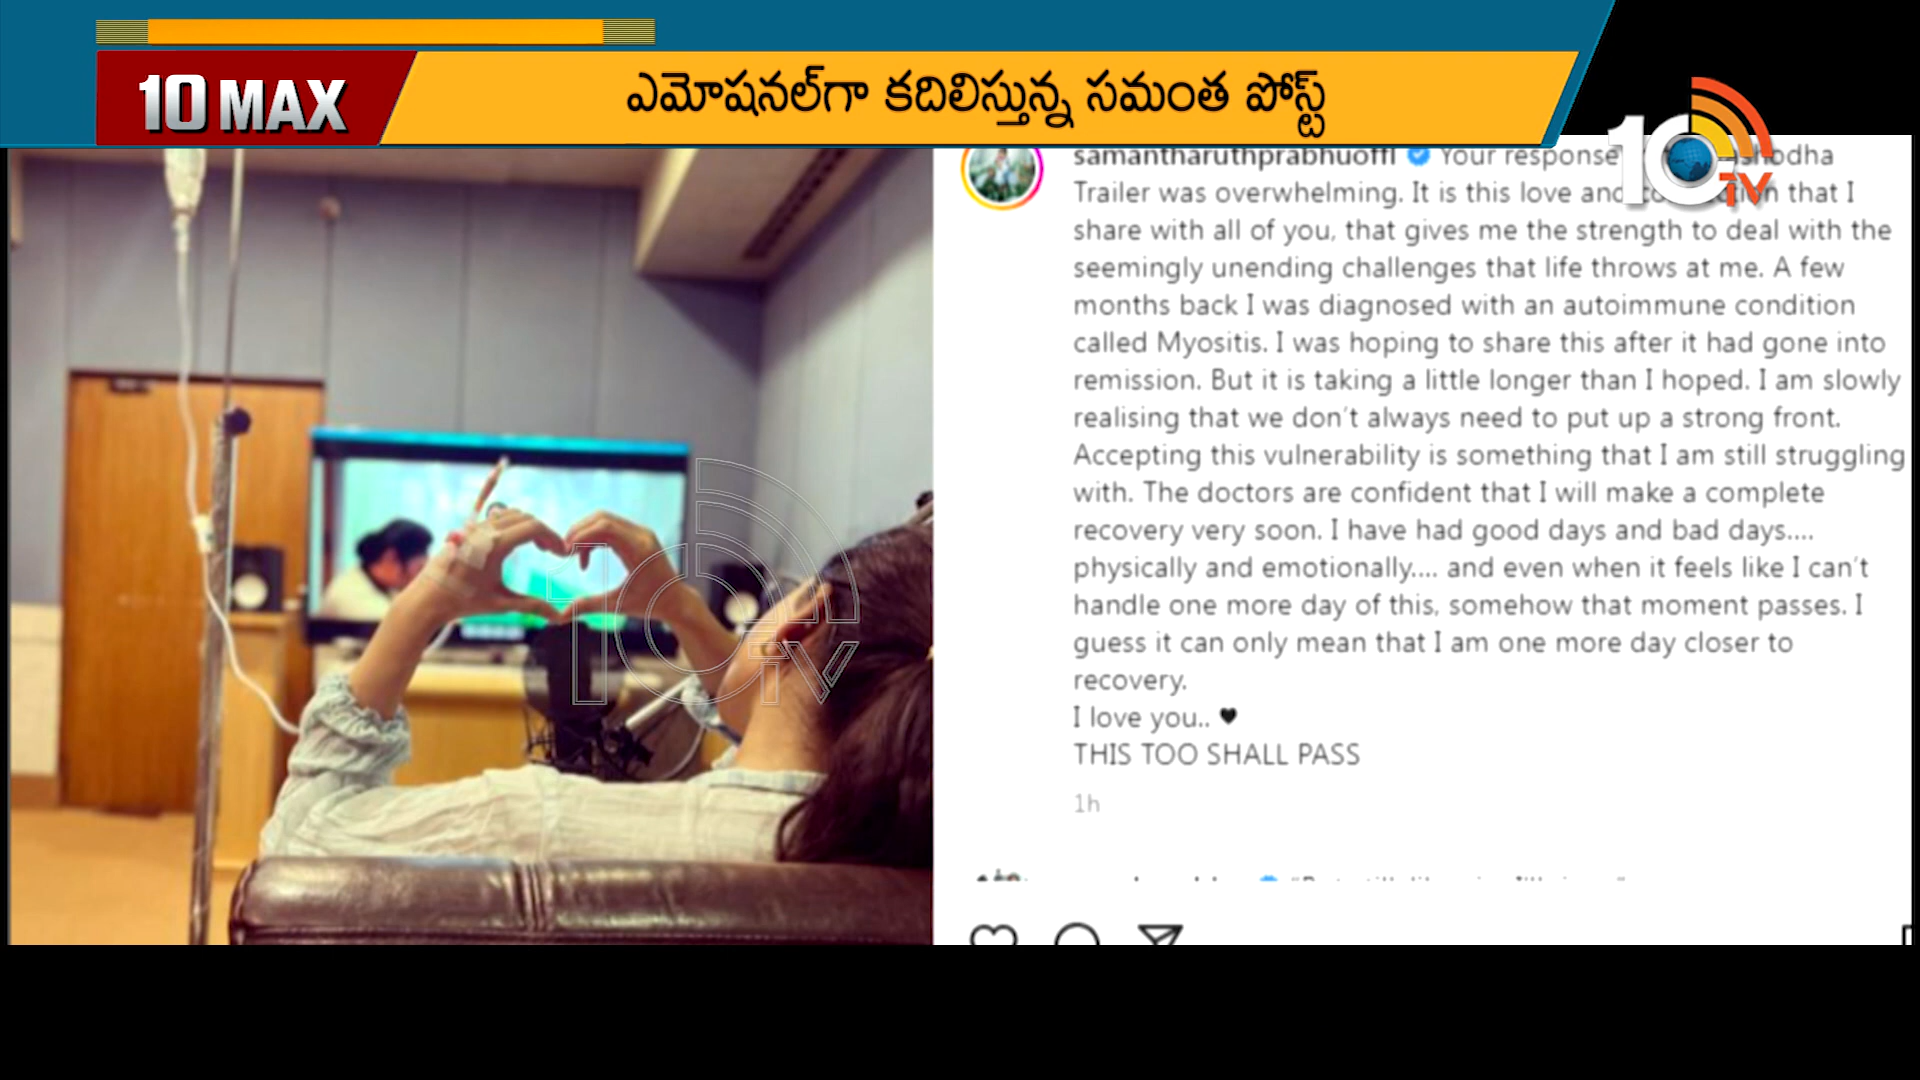 10 MAX
ఎమోషనల్‌గా కదిలిస్తున్న సమంత పోస్ట్
10TV
samantharuthprabhuoffl Your response
Trailer was overwhelming. It is this love and that I
share with all of you, that gives me the strength to deal with the
seemingly unending challenges that life throws at me. A few
months back I was diagnosed with an autoimmune condition
called Myositis. I was hoping to share this after it had gone into
remission. But it is taking a little longer than I hoped. I am slowly
realising that we don't always need to put up a strong front.
Accepting this vulnerability is something that I am still struggling
with. The doctors are confident that I will make a complete
recovery very soon. I have had good days and bad days....
physically and emotionally.... and even when it feels like I can't
handle one more day of this, somehow that moment passes. I
guess it can only mean that I am one more day closer to
recovery.
I love you.. ♥
THIS TOO SHALL PASS
1h
10TV